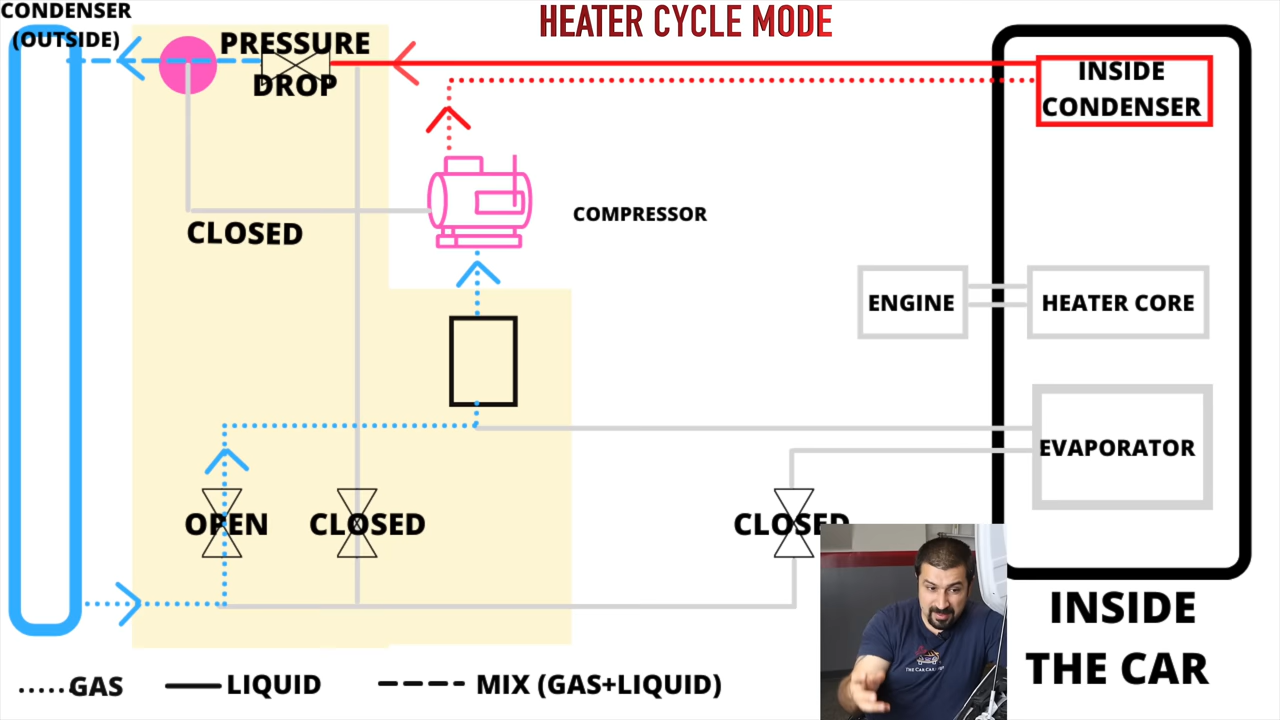 HEATER CYCLE MODE
CONDENSER
(OUTSIDE)
PRESSURE
DROP
INSIDE
CONDENSER
COMPRESSOR
CLOSED
ENGINE
HEATER CORE
EVAPORATOR
OPEN
CLOSED
CLOSED
INSIDE
THE CAR
GAS
LIQUID
MIX (GAS+LIQUID)